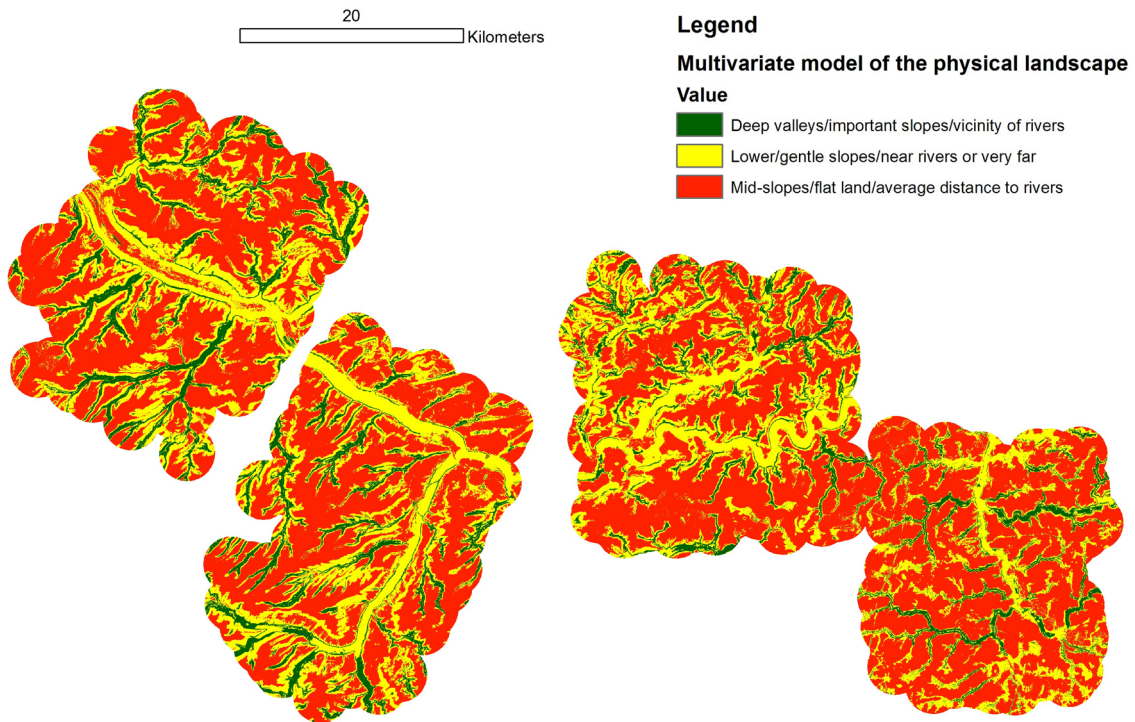 20
Kilometers
Legend
Multivariate model of the physical landscape
Value
Deep valleys/important slopes/vicinity of rivers
Lower/gentle slopes/near rivers or very far
Mid-slopes/flat land/average distance to rivers